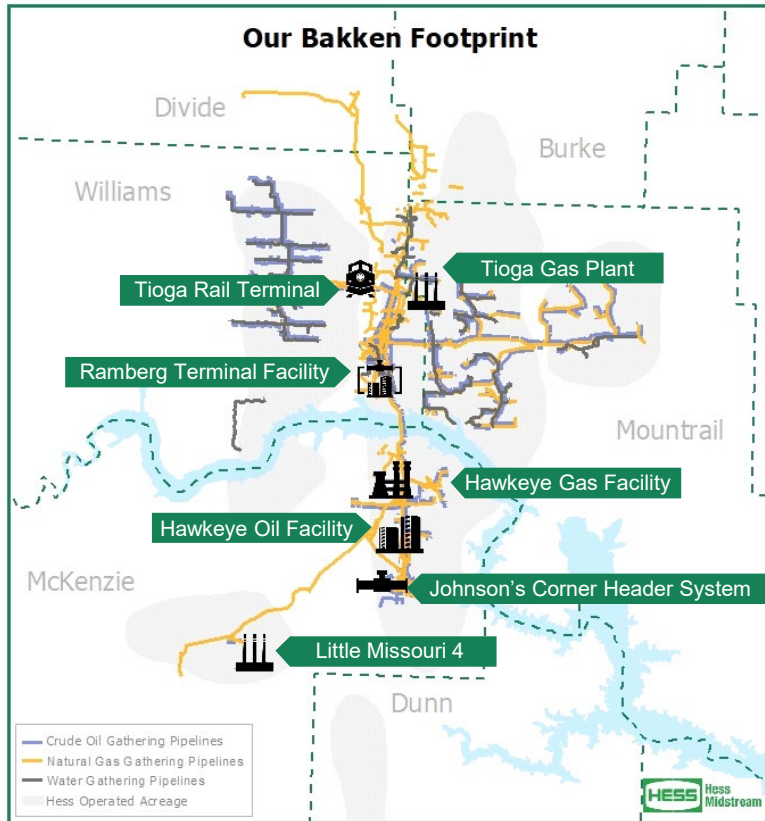 Our Bakken Footprint
Divide
Burke
Williams
Tioga Gas Plant
Tioga Rail Terminal
Ramberg Terminal Facility
Mountrail
Hawkeye Gas Facility
Hawkeye Oil Facility
McKenzie
Johnson's Corner Header System
Little Missouri 4
Dunn
Crude Oil Gathering Pipelines
Natural Gas Gathering Pipelines
Water Gathering Pipelines
Hess Operated Acreage
HESS Hess
Midstream